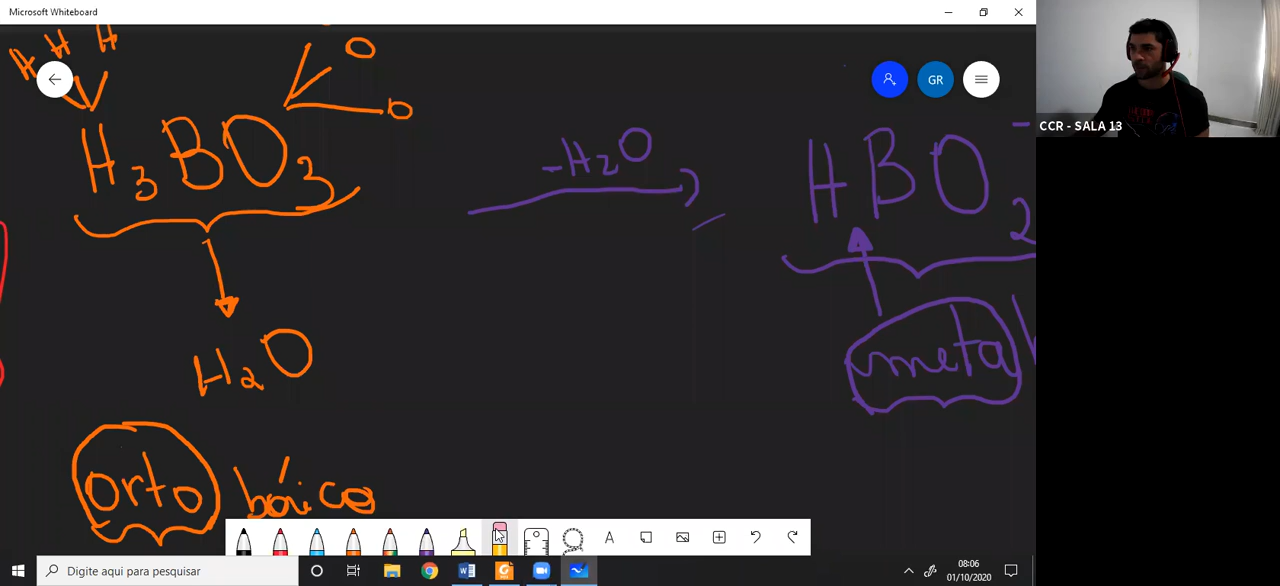 Microsoft Whiteboard
H H H
O
O
H3BO3
-H2O
HBO2
H2O
meta
orto bórico
GR
CCR - SALA 13
A
Digite aqui para pesquisar
08:06
01/10/2020